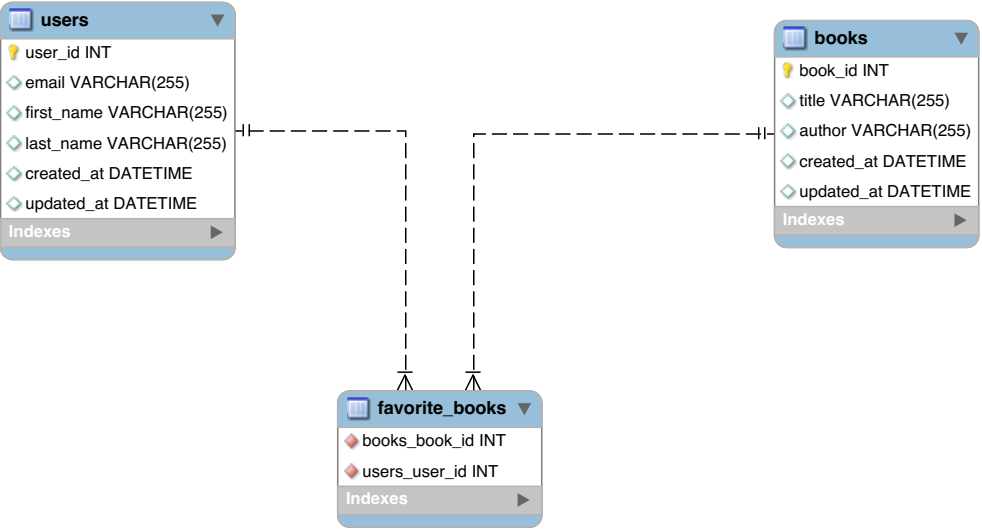 users
user_id INT
email VARCHAR(255)
first_name VARCHAR(255)
last_name VARCHAR(255)
created_at DATETIME
updated_at DATETIME
Indexes
books
book_id INT
title VARCHAR(255)
author VARCHAR(255)
created_at DATETIME
updated_at DATETIME
Indexes
favorite_books
books_book_id INT
users_user_id INT
Indexes